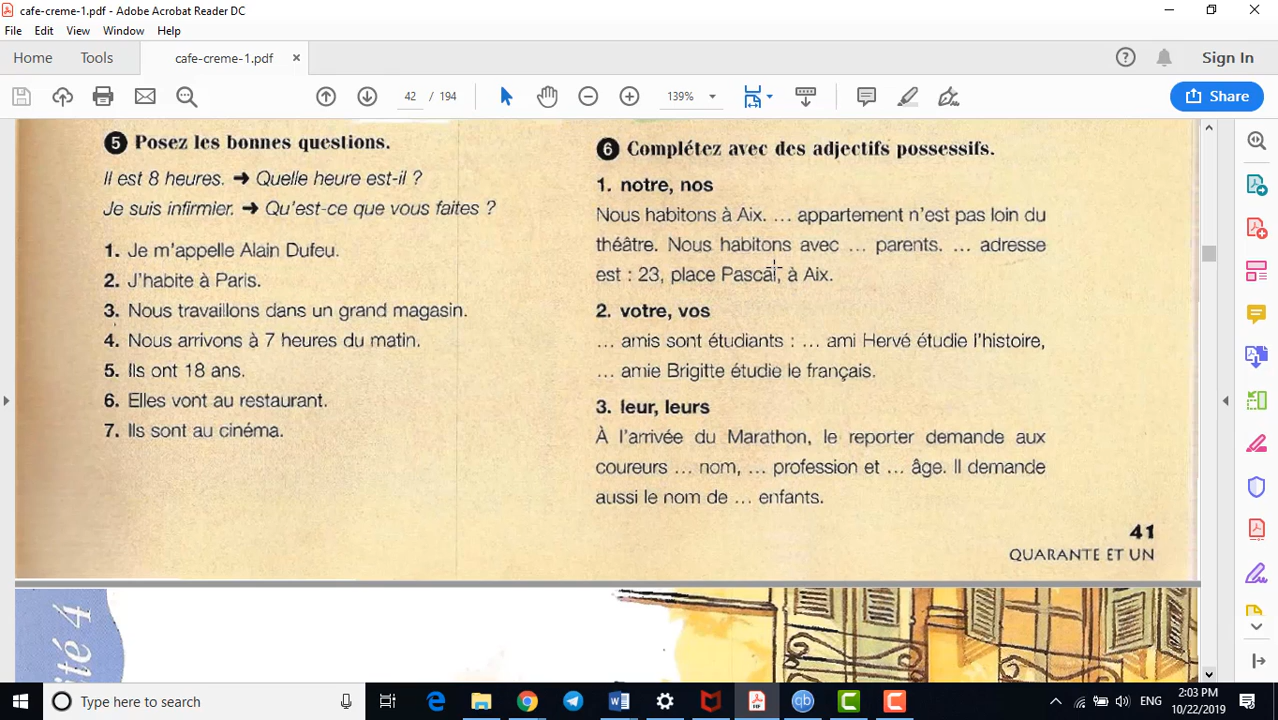 cafe-creme-1.pdf - Adobe Acrobat Reader DC
File Edit View Window Help
Home Tools cafe-creme-1.pdf × Sign In
42 / 194 139% Share
5 Posez les bonnes questions.
Il est 8 heures. ➔ Quelle heure est-il ?
Je suis infirmier. ➔ Qu'est-ce que vous faites ?
1. Je m'appelle Alain Dufeu.
2. J'habite à Paris.
3. Nous travaillons dans un grand magasin.
4. Nous arrivons à 7 heures du matin.
5. Ils ont 18 ans.
6. Elles vont au restaurant.
7. Ils sont au cinéma.
6 Complétez avec des adjectifs possessifs.
1. notre, nos
Nous habitons à Aix. … appartement n'est pas loin du
théâtre. Nous habitons avec … parents. … adresse
est : 23, place Pascal, à Aix.
2. votre, vos
… amis sont étudiants : … ami Hervé étudie l'histoire,
… amie Brigitte étudie le français.
3. leur, leurs
À l'arrivée du Marathon, le reporter demande aux
coureurs … nom, … profession et … âge. Il demande
aussi le nom de … enfants.
41
QUARANTE ET UN
ité 4
Type here to search
ENG
2:03 PM
10/22/2019